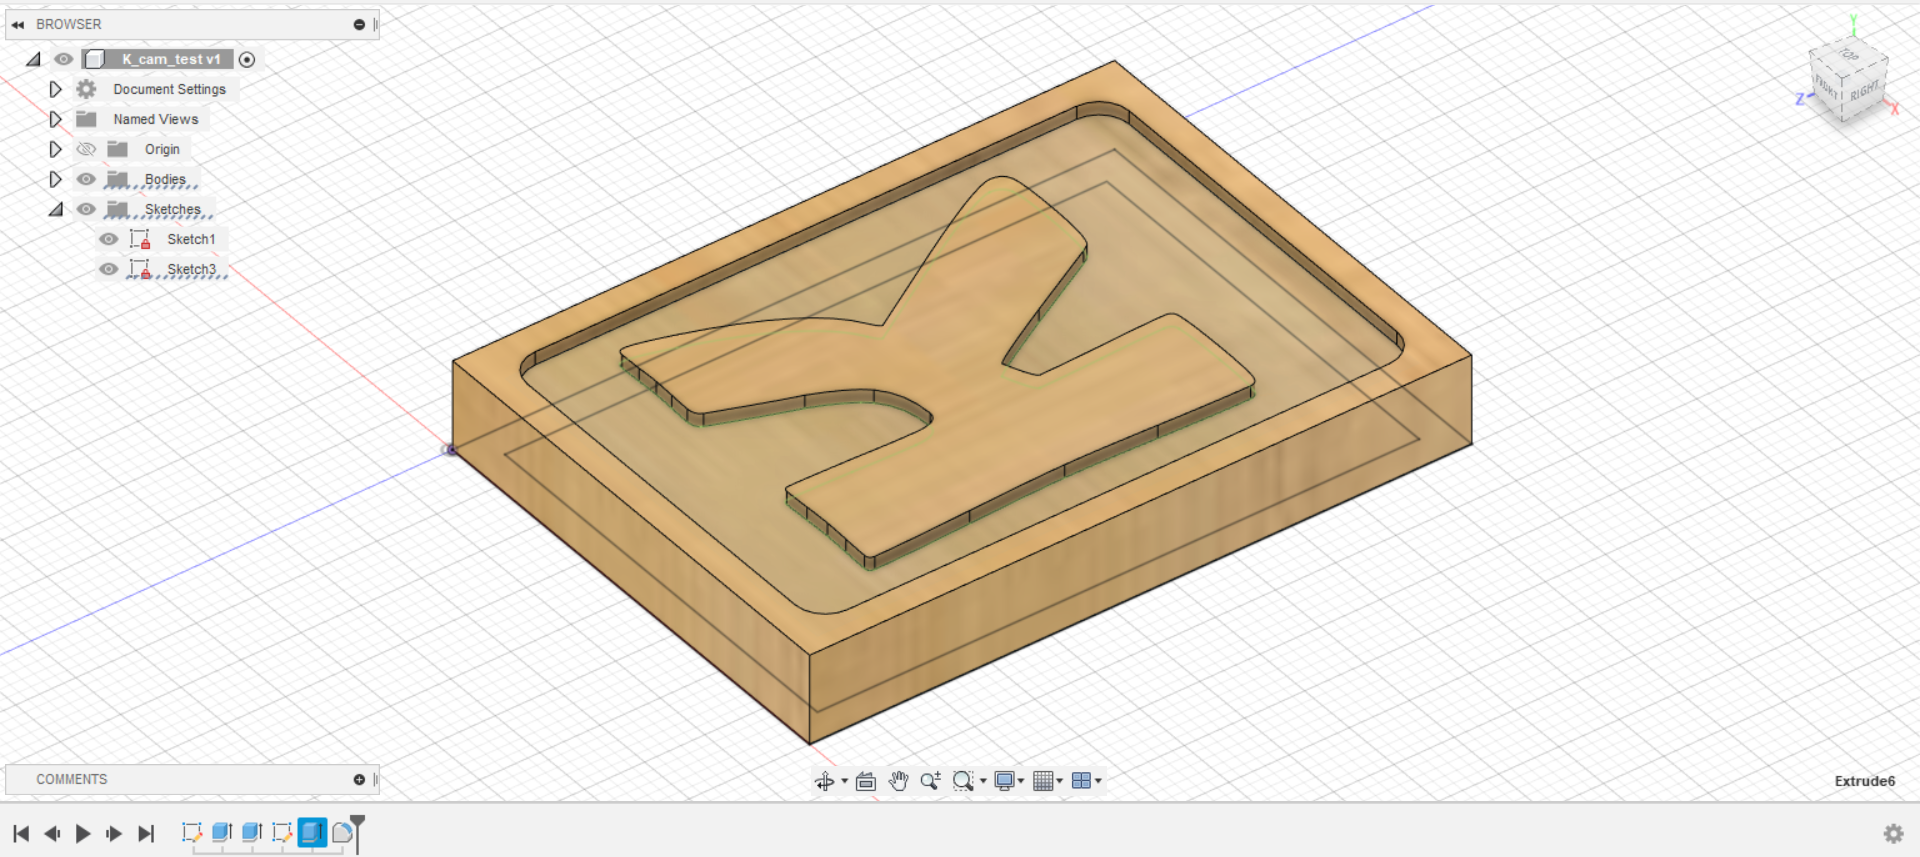 BROWSER
K_cam_test v1
Document Settings
Named Views
Origin
Bodies
Sketches
Sketch1
Sketch3
Y
TOP
FRONT
RIGHT
Z
X
COMMENTS
Extrude6